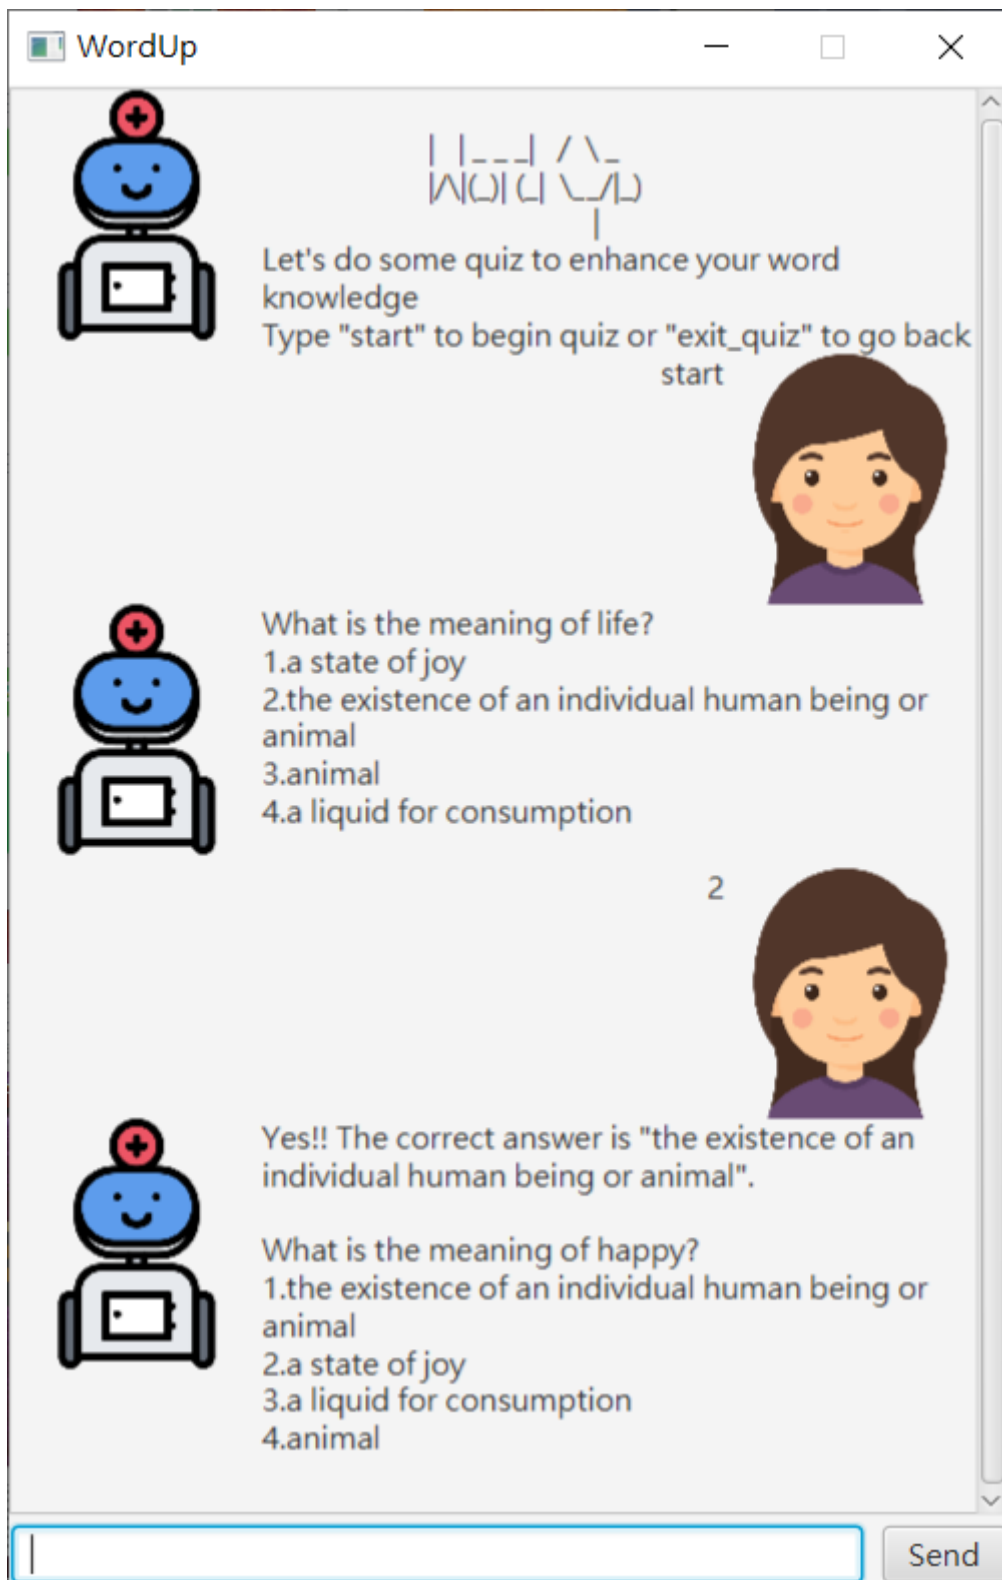 WordUp
|  | _ _ _|  /  \ _
|/\|(_)| (_|  \__/|_)
|
Let's do some quiz to enhance your word
knowledge
Type "start" to begin quiz or "exit_quiz" to go back
start
What is the meaning of life?
1.a state of joy
2.the existence of an individual human being or
animal
3.animal
4.a liquid for consumption
2
Yes!! The correct answer is "the existence of an
individual human being or animal".
What is the meaning of happy?
1.the existence of an individual human being or
animal
2.a state of joy
3.a liquid for consumption
4.animal
Send